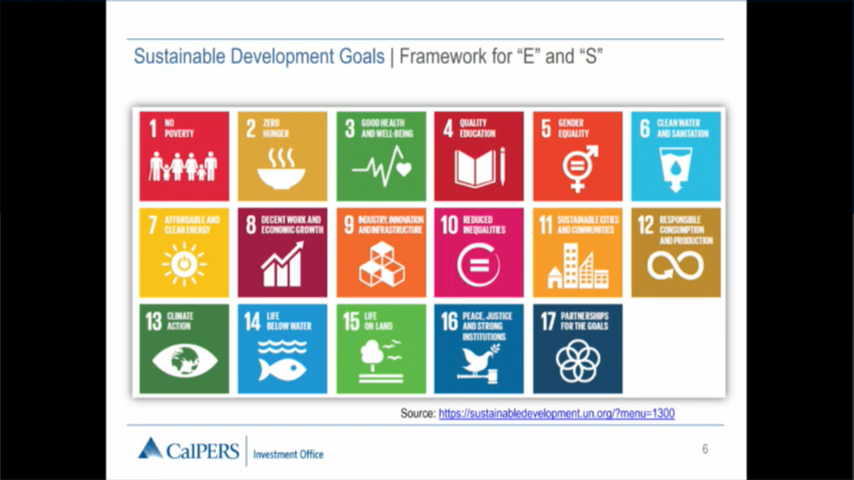 Sustainable Development Goals | Framework for “E” and “S”
1 NO
POVERTY
2 ZERO
HUNGER
3 GOOD HEALTH
AND WELL-BEING
4 QUALITY
EDUCATION
5 GENDER
EQUALITY
6 CLEAN WATER
AND SANITATION
7 AFFORDABLE AND
CLEAN ENERGY
8 DECENT WORK AND
ECONOMIC GROWTH
9 INDUSTRY, INNOVATION
AND INFRASTRUCTURE
10 REDUCED
INEQUALITIES
11 SUSTAINABLE CITIES
AND COMMUNITIES
12 RESPONSIBLE
CONSUMPTION
AND PRODUCTION
13 CLIMATE
ACTION
14 LIFE
BELOW WATER
15 LIFE
ON LAND
16 PEACE, JUSTICE
AND STRONG
INSTITUTIONS
17 PARTNERSHIPS
FOR THE GOALS
Source: https://sustainabledevelopment.un.org/?menu=1300
CalPERS Investment Office
6